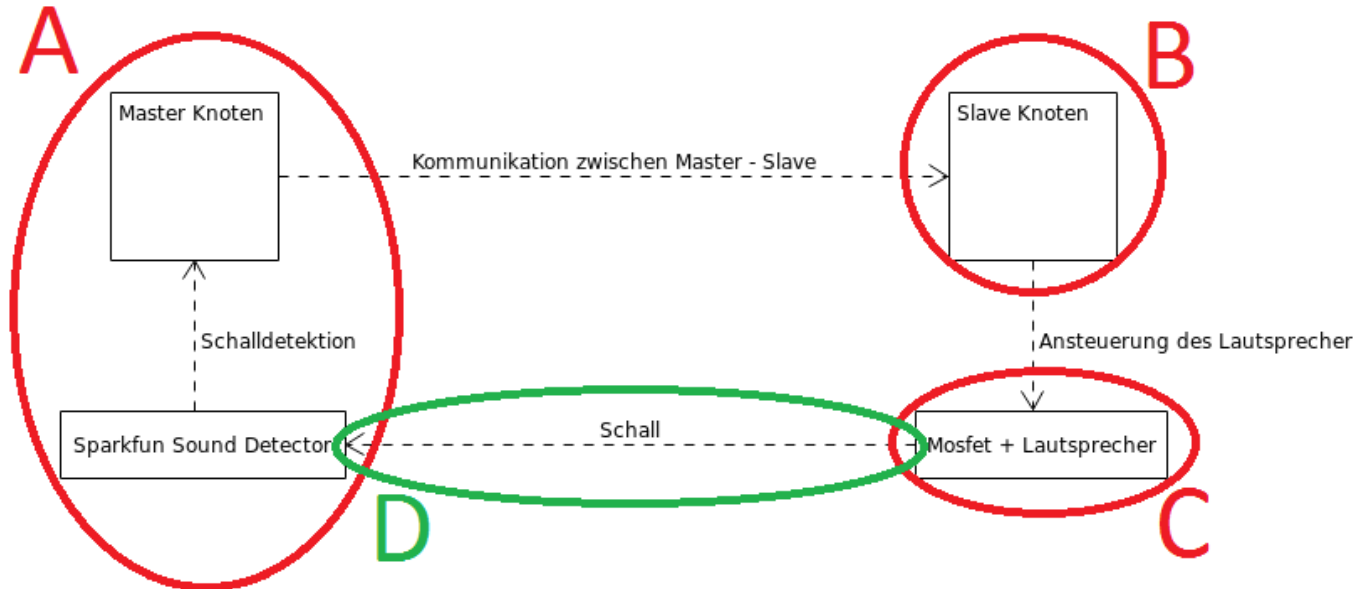 A
B
Master Knoten
Slave Knoten
Kommunikation zwischen Master - Slave
Schalldetektion
Ansteuerung des Lautsprecher
Sparkfun Sound Detector
Schall
Mosfet + Lautsprecher
D
C